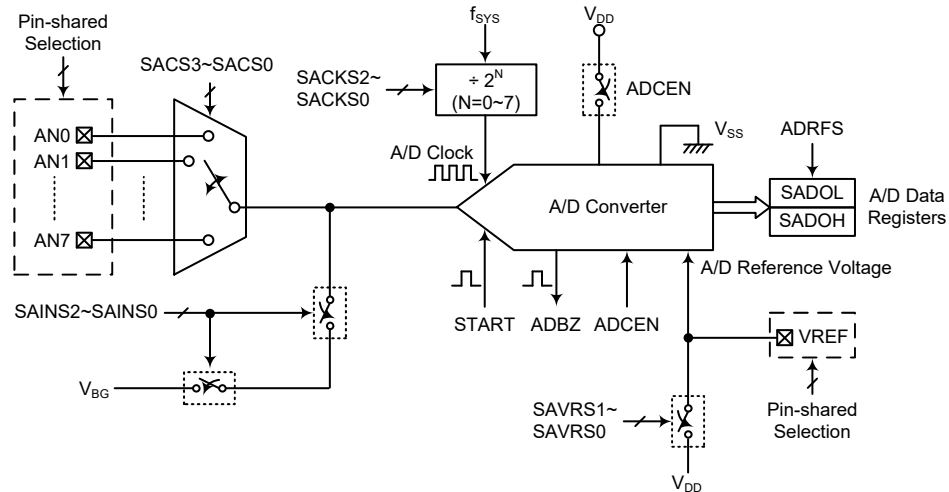 Pin-shared
Selection
SACS3~SACS0
AN0
AN1
AN7
fSYS
SACKS2~
SACKS0
÷ 2^N
(N=0~7)
A/D Clock
VDD
ADCEN
VSS
ADRFS
A/D Converter
SADOL
SADOH
A/D Data
Registers
START
ADBZ
ADCEN
A/D Reference Voltage
SAINS2~SAINS0
VBG
VREF
Pin-shared
Selection
SAVRS1~
SAVRS0
VDD